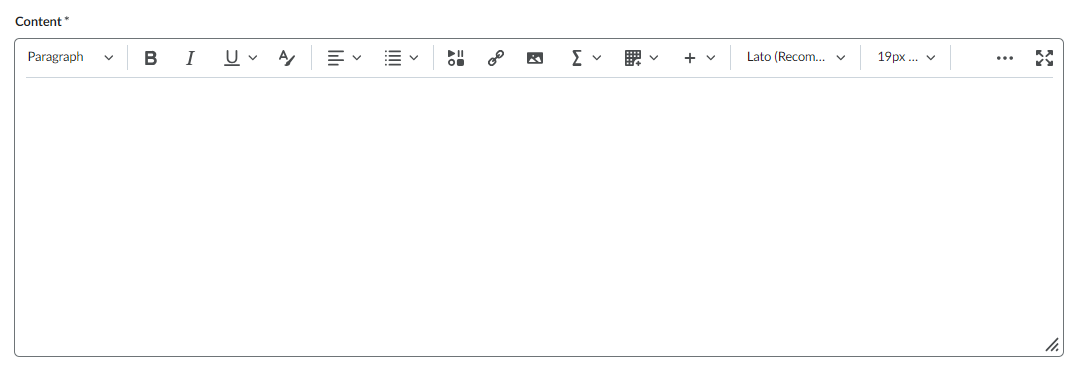 Content *
Paragraph B I U A Σ + Lato (Recom... 19px ...